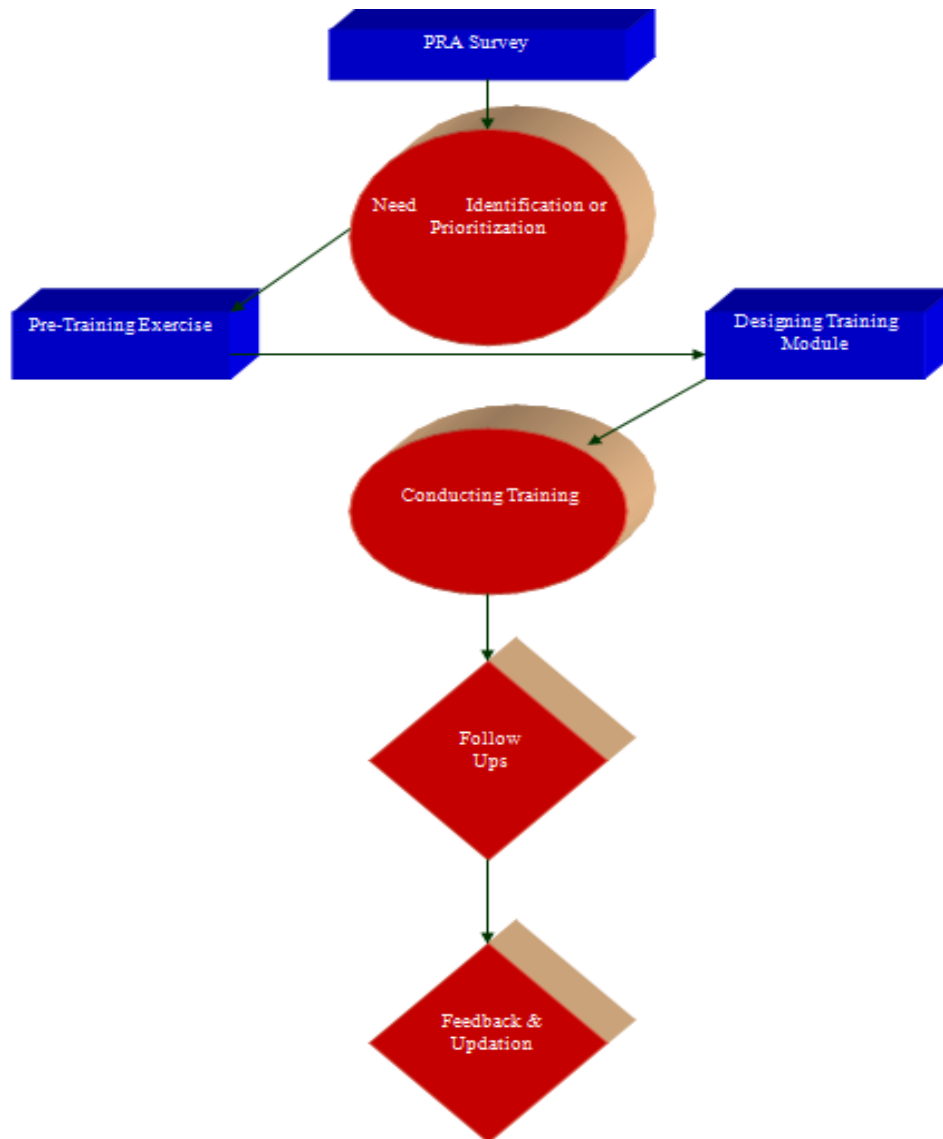 PRA Survey
Need Identification or
Prioritization
Pre-Training Exercise
Designing Training
Module
Conducting Training
Follow
Ups
Feedback &
Updation